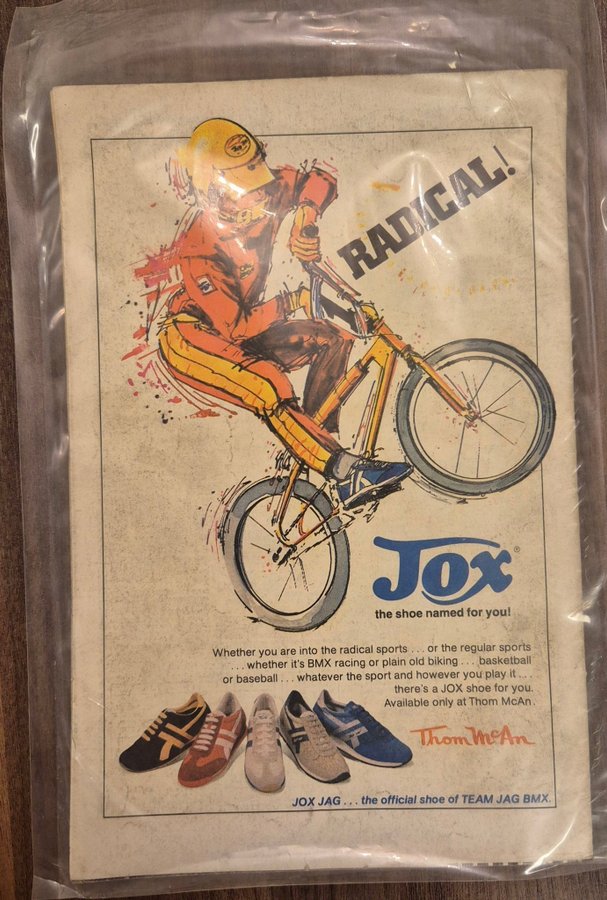 RADICAL!
1
Jox®
the shoe named for you!
Whether you are into the radical sports . . . or the regular sports
. . . whether it's BMX racing or plain old biking . . . basketball
or baseball . . . whatever the sport and however you play it . . .
there's a JOX shoe for you.
Available only at Thom McAn.
Thom McAn
JOX JAG . . . the official shoe of TEAM JAG BMX.